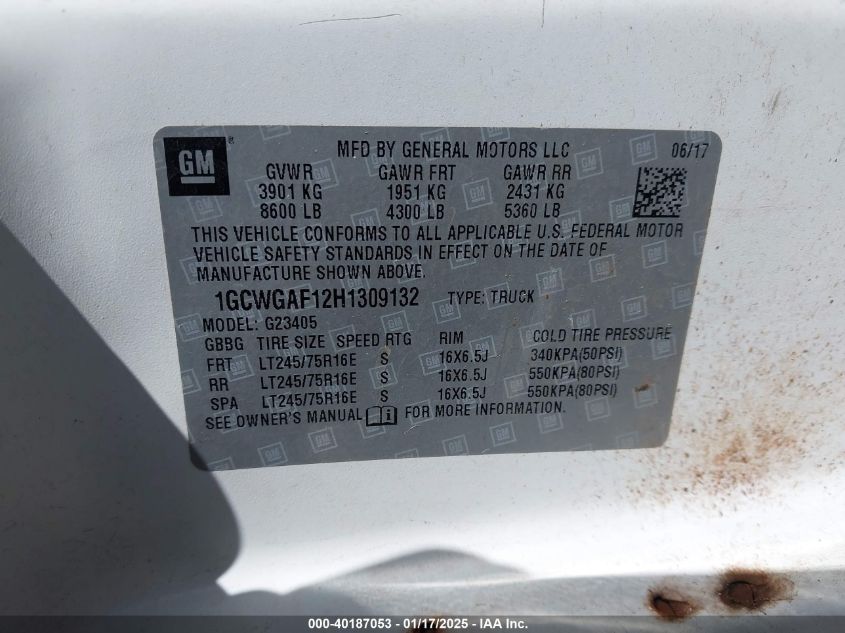 GM
MFD BY GENERAL MOTORS LLC 06/17
GVWR GAWR FRT GAWR RR
3901 KG 1951 KG 2431 KG
8600 LB 4300 LB 5360 LB
THIS VEHICLE CONFORMS TO ALL APPLICABLE U.S. FEDERAL MOTOR
VEHICLE SAFETY STANDARDS IN EFFECT ON THE DATE OF
MANUFACTURE SHOWN ABOVE.
1GCWGAF12H1309132 TYPE: TRUCK
MODEL: G23405
GBBG TIRE SIZE SPEED RTG RIM COLD TIRE PRESSURE
FRT LT245/75R16E S 16X6.5J 340KPA(50PSI)
RR LT245/75R16E S 16X6.5J 550KPA(80PSI)
SPA LT245/75R16E S 16X6.5J 550KPA(80PSI)
SEE OWNER'S MANUAL FOR MORE INFORMATION.
000-40187053 - 01/17/2025 - IAA Inc.